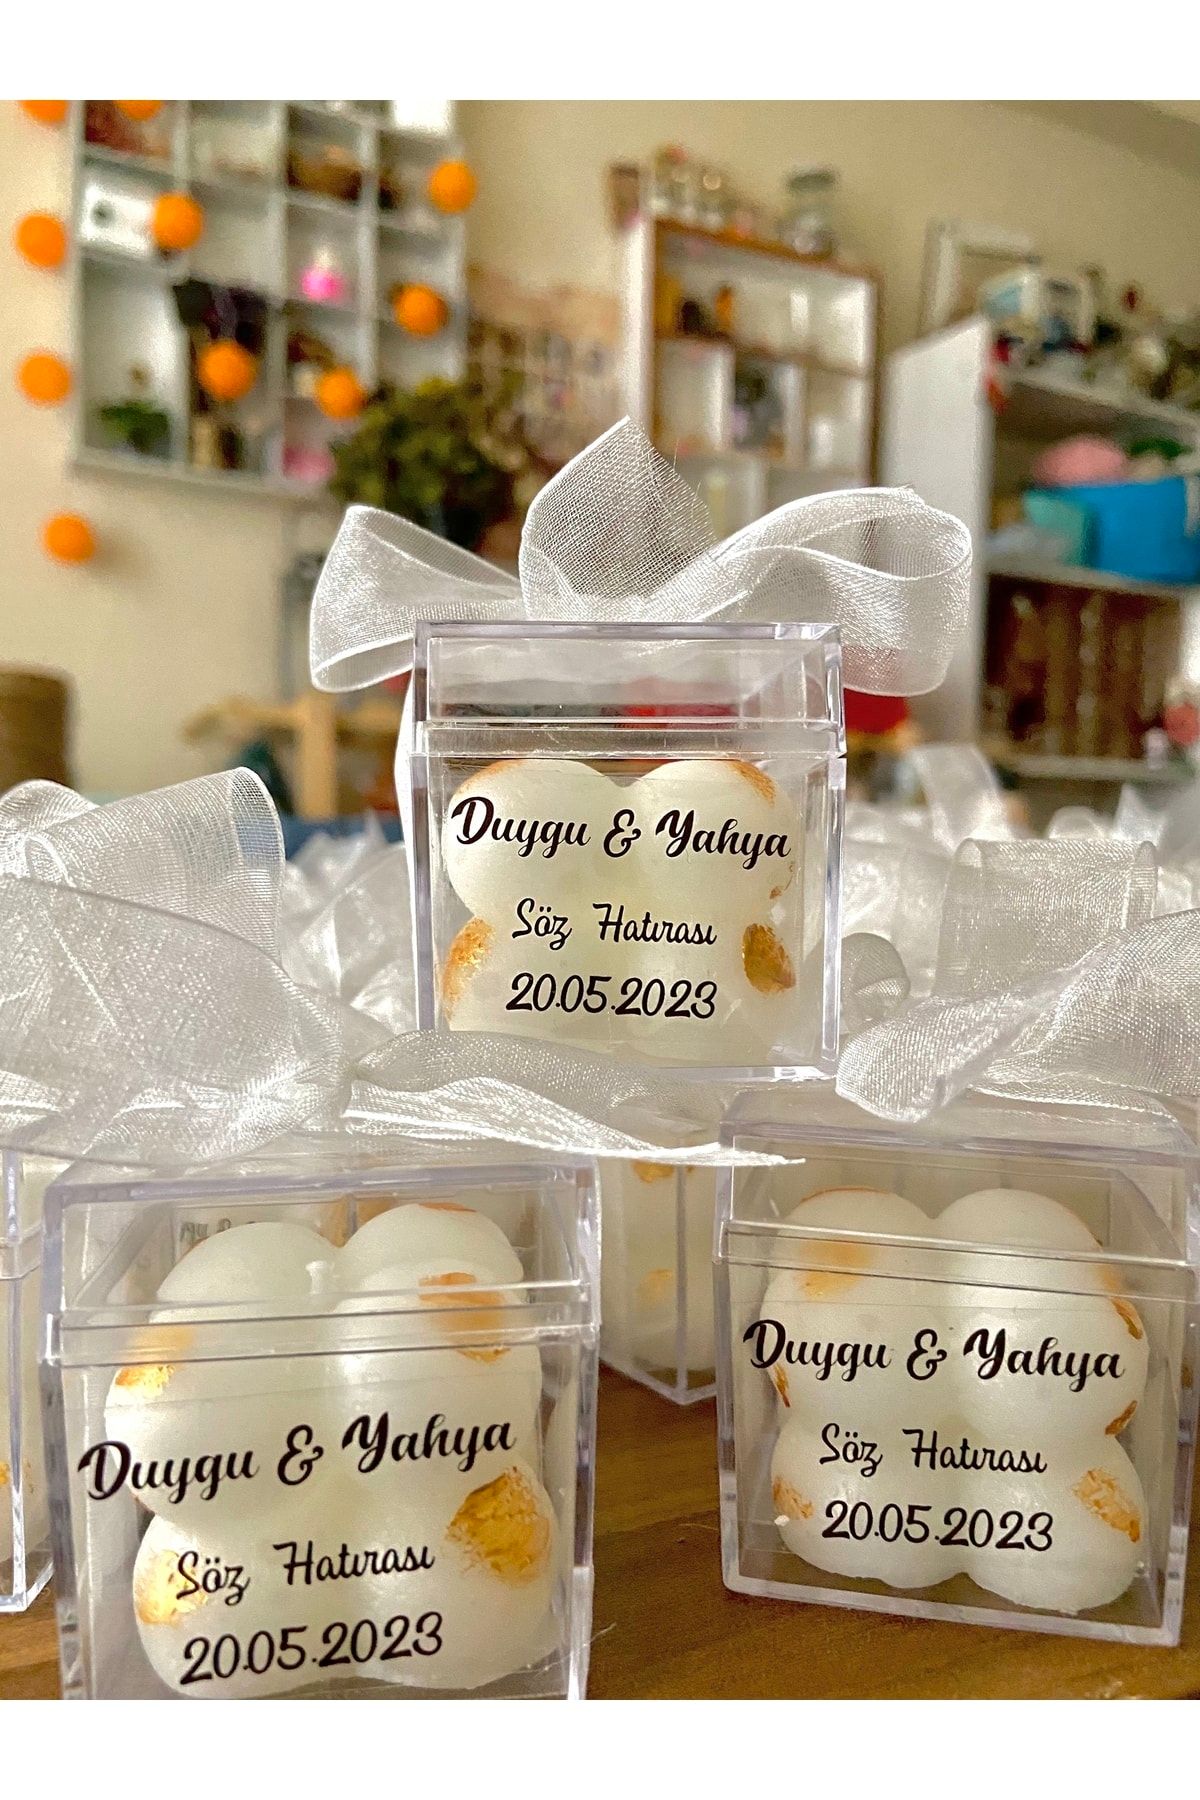 Duygu & Yahya
Söz Hatırası
20.05.2023
Duygu & Yahya
Söz Hatırası
20.05.2023
Duygu & Yahya
Söz Hatırası
20.05.2023